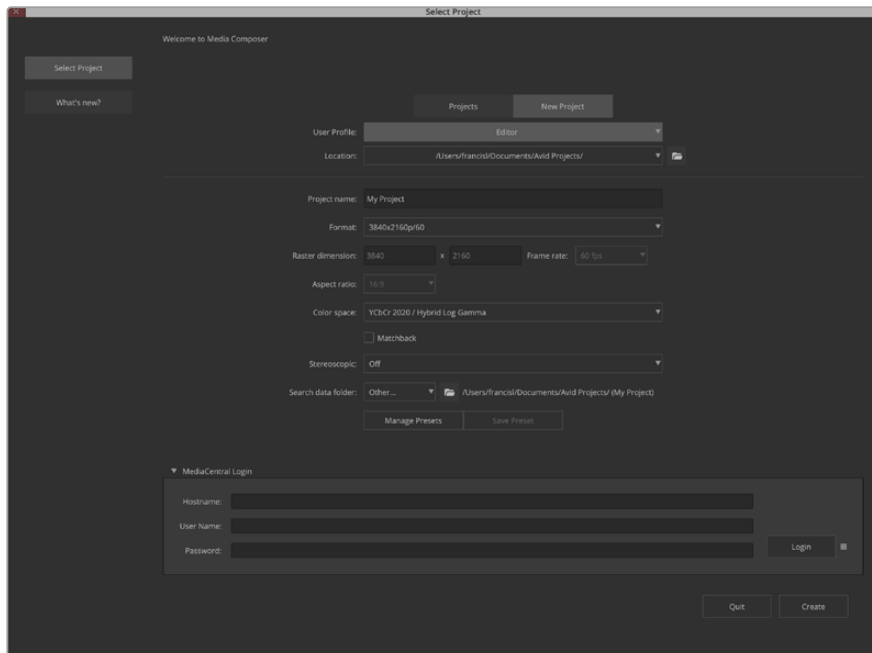 Select Project
Welcome to Media Composer
Select Project
What's new?
Projects New Project
User Profile: Editor
Location: /Users/francisl/Documents/Avid Projects/
Project name: My Project
Format: 3840x2160p/60
Raster dimension: 3840 x 2160 Frame rate: 60 fps
Aspect ratio: 16:9
Color space: YCbCr 2020 / Hybrid Log Gamma
Matchback
Stereoscopic: Off
Search data folder: Other... /Users/francisl/Documents/Avid Projects/ (My Project)
Manage Presets Save Preset
MediaCentral Login
Hostname:
User Name:
Password:
Login
Quit Create